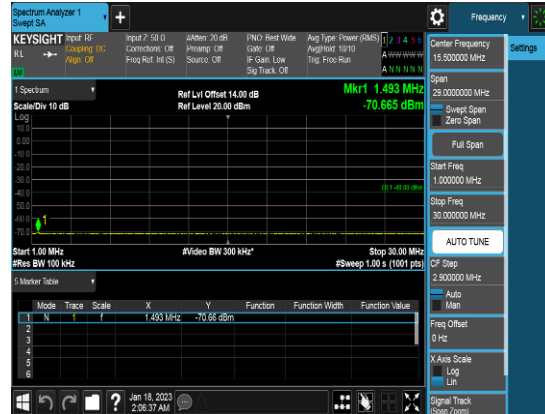 Spectrum Analyzer 1
Swept SA
Frequency
KEYSIGHT
RL
Input: RF
Coupling: DC
Align: Off
Input Z: 50 Ω
Corrections: Off
Freq Ref: Int (S)
#Atten: 20 dB
Preamp: Off
Source: Off
PNO: Best Wide
Gate: Off
IF Gain: Low
Sig Track: Off
Avg Type: Power (RMS)
Avg|Hold: 10/10
Trig: Free Run
1 2 3 4 5 6
A W W W W W
A N N N N N
LW
1 Spectrum
Scale/Div 10 dB
Ref Lvl Offset 14.00 dB
Ref Level 20.00 dBm
Mkr1 1.493 MHz
-70.665 dBm
Log
10.0
0.00
-10.0
-20.0
-30.0
-40.0
-50.0
-60.0
-70.0
DL1 -40.00 dBm
1
Start 1.00 MHz
#Res BW 100 kHz
#Video BW 300 kHz*
Stop 30.00 MHz
#Sweep 1.00 s (1001 pts)
5 Marker Table
Mode Trace Scale X Y Function Function Width Function Value
1 N 1 f 1.493 MHz -70.66 dBm
2
3
4
5
6
Jan 18, 2023
2:06:37 AM
Center Frequency
15.500000 MHz
Settings
Span
29.0000000 MHz
Swept Span
Zero Span
Full Span
Start Freq
1.000000 MHz
Stop Freq
30.000000 MHz
AUTO TUNE
CF Step
2.900000 MHz
Auto
Man
Freq Offset
0 Hz
X Axis Scale
Log
Lin
Signal Track
(Span Zoom)